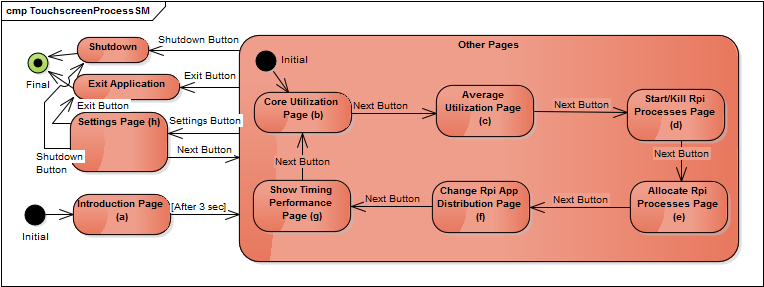 cmp TouchscreenProcessSM
Shutdown
Shutdown Button
Other Pages
Initial
Final
Exit Application
Exit Button
Exit Button
Core Utilization
Page (b)
Next Button
Average
Utilization Page
(c)
Next Button
Start/Kill Rpi
Processes Page
(d)
Settings Page (h)
Settings Button
Next Button
Shutdown
Button
Next Button
Next Button
Introduction Page
(a)
[After 3 sec]
Initial
Show Timing
Performance
Page (g)
Next Button
Change Rpi App
Distribution Page
(f)
Next Button
Allocate Rpi
Processes Page
(e)